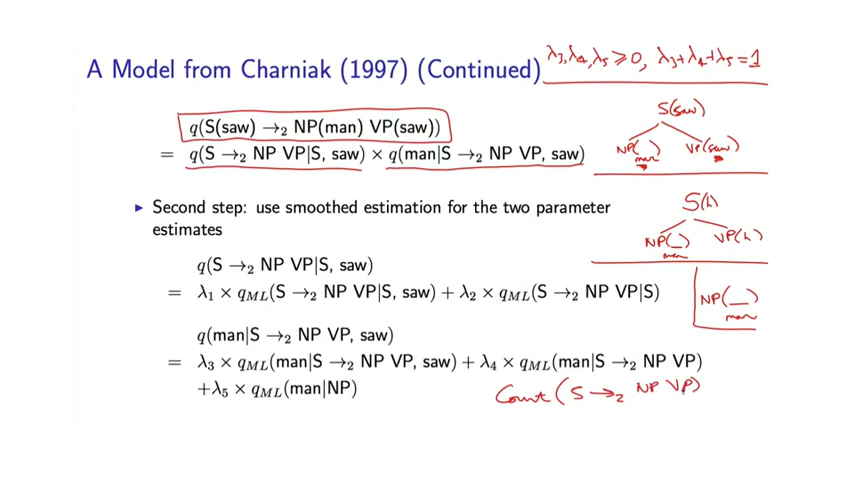 A Model from Charniak (1997) (Continued)
λ3, λ4, λ5 ⩾ 0, λ3 + λ4 + λ5 = 1
q(S(saw) →2 NP(man) VP(saw))
= q(S →2 NP VP|S, saw) × q(man|S →2 NP VP, saw)
S(saw)
NP(__) VP(saw)
man
▶ Second step: use smoothed estimation for the two parameter
estimates
S(h)
NP(__) VP(h)
man
q(S →2 NP VP|S, saw)
= λ1 × qML(S →2 NP VP|S, saw) + λ2 × qML(S →2 NP VP|S)
NP(__)
man
q(man|S →2 NP VP, saw)
= λ3 × qML(man|S →2 NP VP, saw) + λ4 × qML(man|S →2 NP VP)
+λ5 × qML(man|NP)
Count (S →2 NP VP)